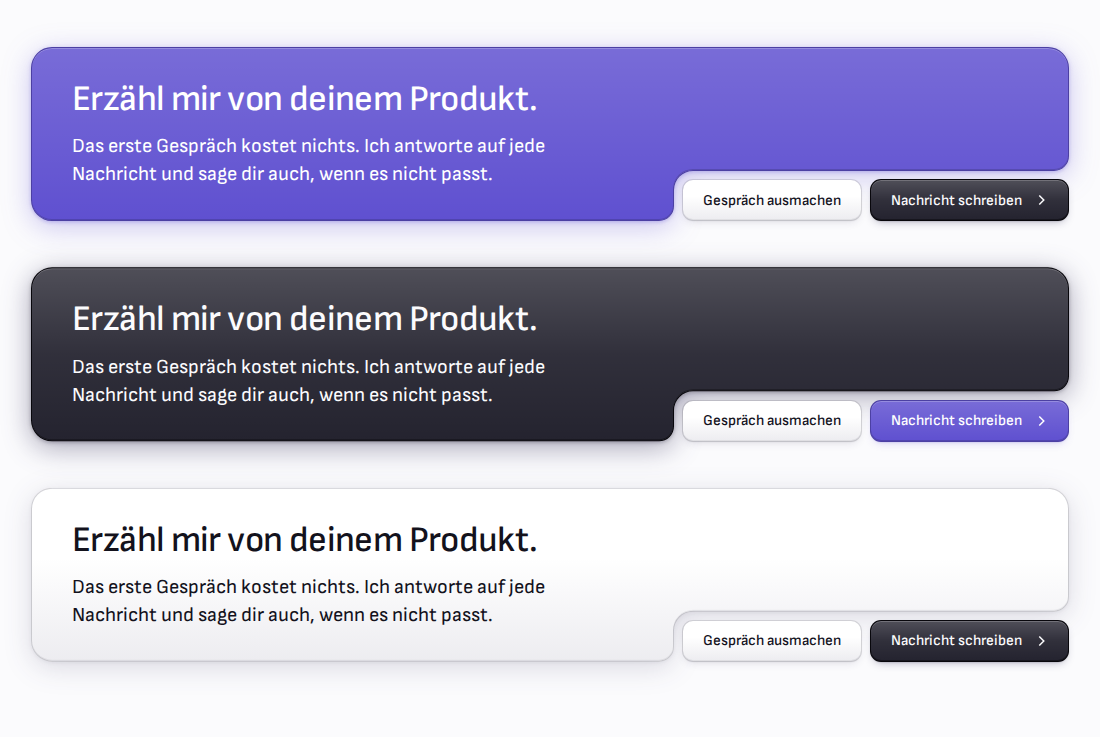 Erzähl mir von deinem Produkt.
Das erste Gespräch kostet nichts. Ich antworte auf jede
Nachricht und sage dir auch, wenn es nicht passt.
Gespräch ausmachen
Nachricht schreiben
Erzähl mir von deinem Produkt.
Das erste Gespräch kostet nichts. Ich antworte auf jede
Nachricht und sage dir auch, wenn es nicht passt.
Gespräch ausmachen
Nachricht schreiben
Erzähl mir von deinem Produkt.
Das erste Gespräch kostet nichts. Ich antworte auf jede
Nachricht und sage dir auch, wenn es nicht passt.
Gespräch ausmachen
Nachricht schreiben